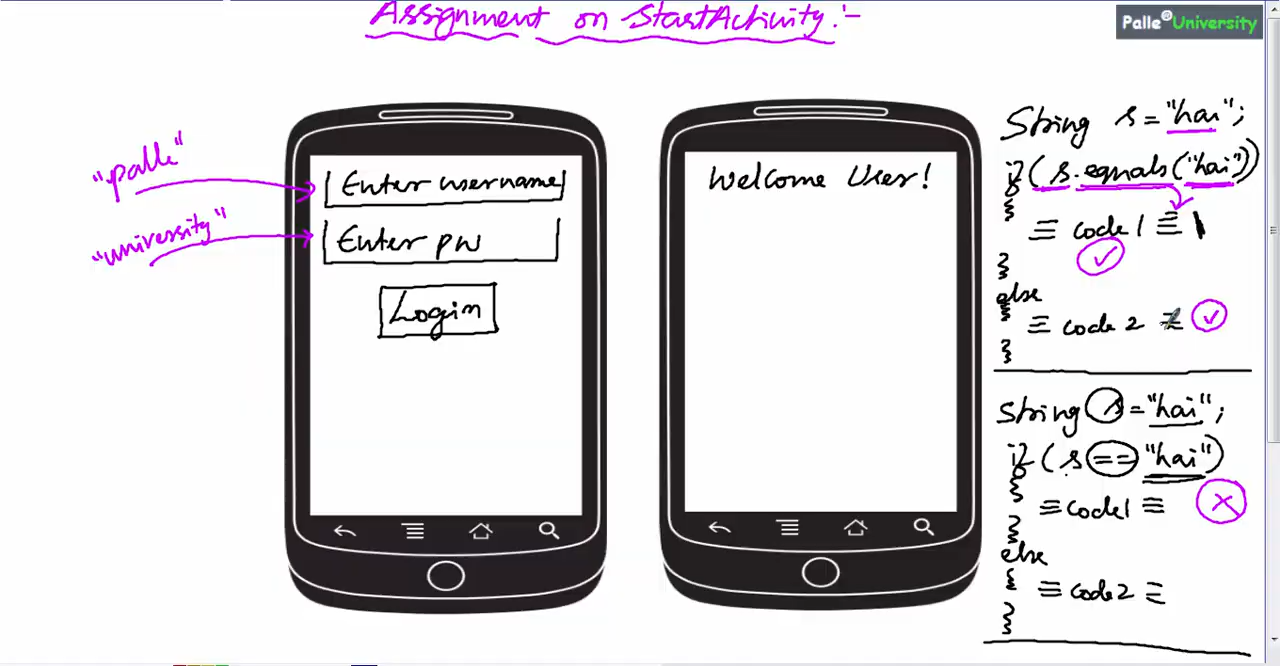 Assignment on StartActivity :-
Palle® University
"palle"
"university"
Enter username
Enter pw
Login
Welcome User!
String s = "hai";
if( s.equals("hai"))
{
≡ code 1 ≡ 1
}
else
{
≡ code 2 ≡
}
String s = "hai";
if ( s == "hai")
{
≡ code1 ≡
}
else
{
≡ code2 ≡
}